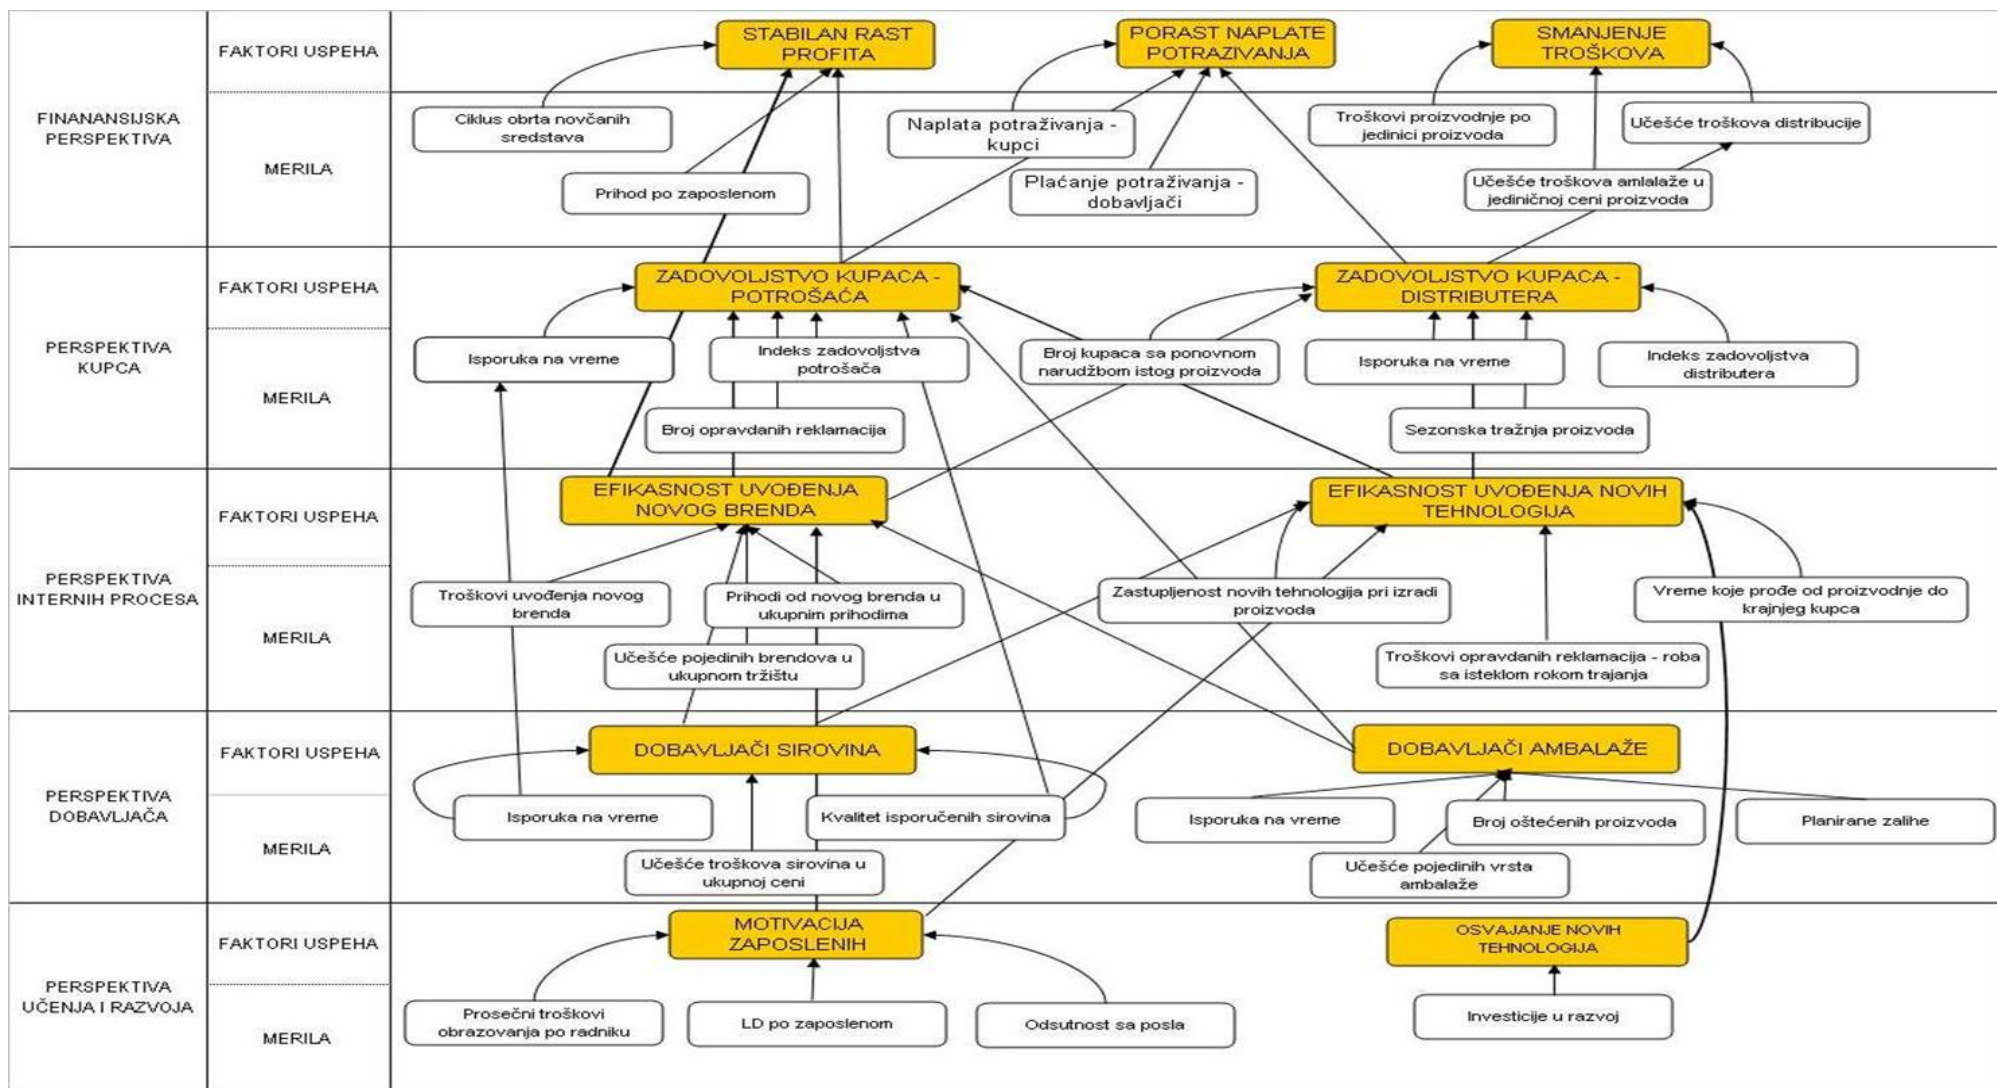 FINANANSIJSKA
PERSPEKTIVA
FAKTORI USPEHA
STABILAN RAST
PROFITA
PORAST NAPLATE
POTRAZIVANJA
SMANJENJE
TROŠKOVA
MERILA
Ciklus obrta novčanih
sredstava
Naplata potraživanja -
kupci
Troškovi proizvodnje po
jedinici proizvoda
Učešće troškova distribucije
Prihod po zaposlenom
Plaćanje potraživanja -
dobavljači
Učešće troškova amlalaže u
jediničnoj ceni proizvoda
PERSPEKTIVA
KUPCA
FAKTORI USPEHA
ZADOVOLJSTVO KUPACA -
POTROŠAĆA
ZADOVOLJSTVO KUPACA -
DISTRIBUTERA
MERILA
Isporuka na vreme
Indeks zadovoljstva
potrošača
Broj kupaca sa ponovnom
narudžbom istog proizvoda
Isporuka na vreme
Indeks zadovoljstva
distributera
Broj opravdanih reklamacija
Sezonska tražnja proizvoda
PERSPEKTIVA
INTERNIH PROCESA
FAKTORI USPEHA
EFIKASNOST UVOĐENJA
NOVOG BRENDA
EFIKASNOST UVOĐENJA NOVIH
TEHNOLOGIJA
MERILA
Troškovi uvođenja novog
brenda
Prihodi od novog brenda u
ukupnim prihodima
Zastupljenost novih tehnologija pri izradi
proizvoda
Vreme koje prođe od proizvodnje do
krajnjeg kupca
Učešće pojedinih brendova u
ukupnom tržištu
Troškovi opravdanih reklamacija - roba
sa isteklom rokom trajanja
PERSPEKTIVA
DOBAVLJAČA
FAKTORI USPEHA
DOBAVLJAČI SIROVINA
DOBAVLJAČI AMBALAŽE
MERILA
Isporuka na vreme
Kvalitet isporučenih sirovina
Isporuka na vreme
Broj oštećenih proizvoda
Planirane zalihe
Učešće troškova sirovina u
ukupnoj ceni
Učešće pojedinih vrsta
ambalaže
PERSPEKTIVA
UČENJA I RAZVOJA
FAKTORI USPEHA
MOTIVACIJA
ZAPOSLENIH
OSVAJANJE NOVIH
TEHNOLOGIJA
MERILA
Prosečni troškovi
obrazovanja po radniku
LD po zaposlenom
Odsutnost sa posla
Investicije u razvoj